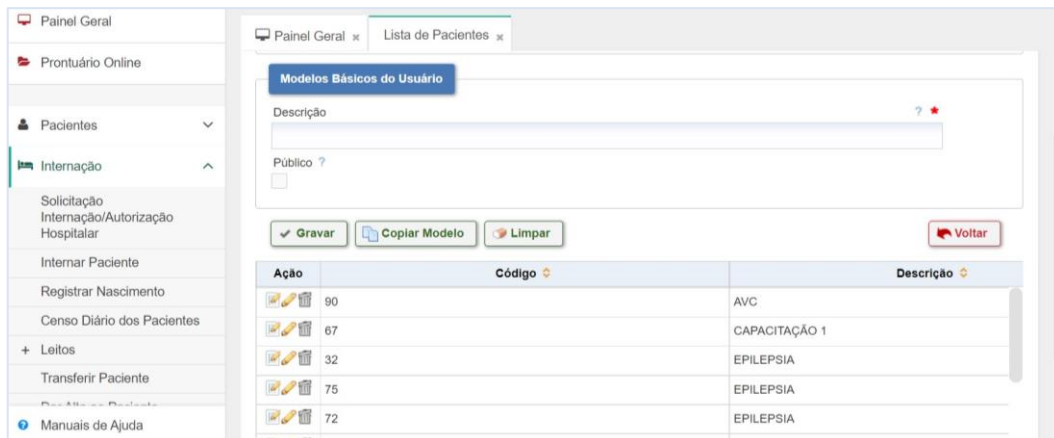 Painel Geral
Prontuário Online
Pacientes
Internação
Solicitação
Internação/Autorização
Hospitalar
Internar Paciente
Registrar Nascimento
Censo Diário dos Pacientes
+ Leitos
Transferir Paciente
Manuais de Ajuda
Painel Geral × Lista de Pacientes ×
Modelos Básicos do Usuário
Descrição ? *
Público ?
Gravar Copiar Modelo Limpar Voltar
Ação Código Descrição
90 AVC
67 CAPACITAÇÃO 1
32 EPILEPSIA
75 EPILEPSIA
72 EPILEPSIA